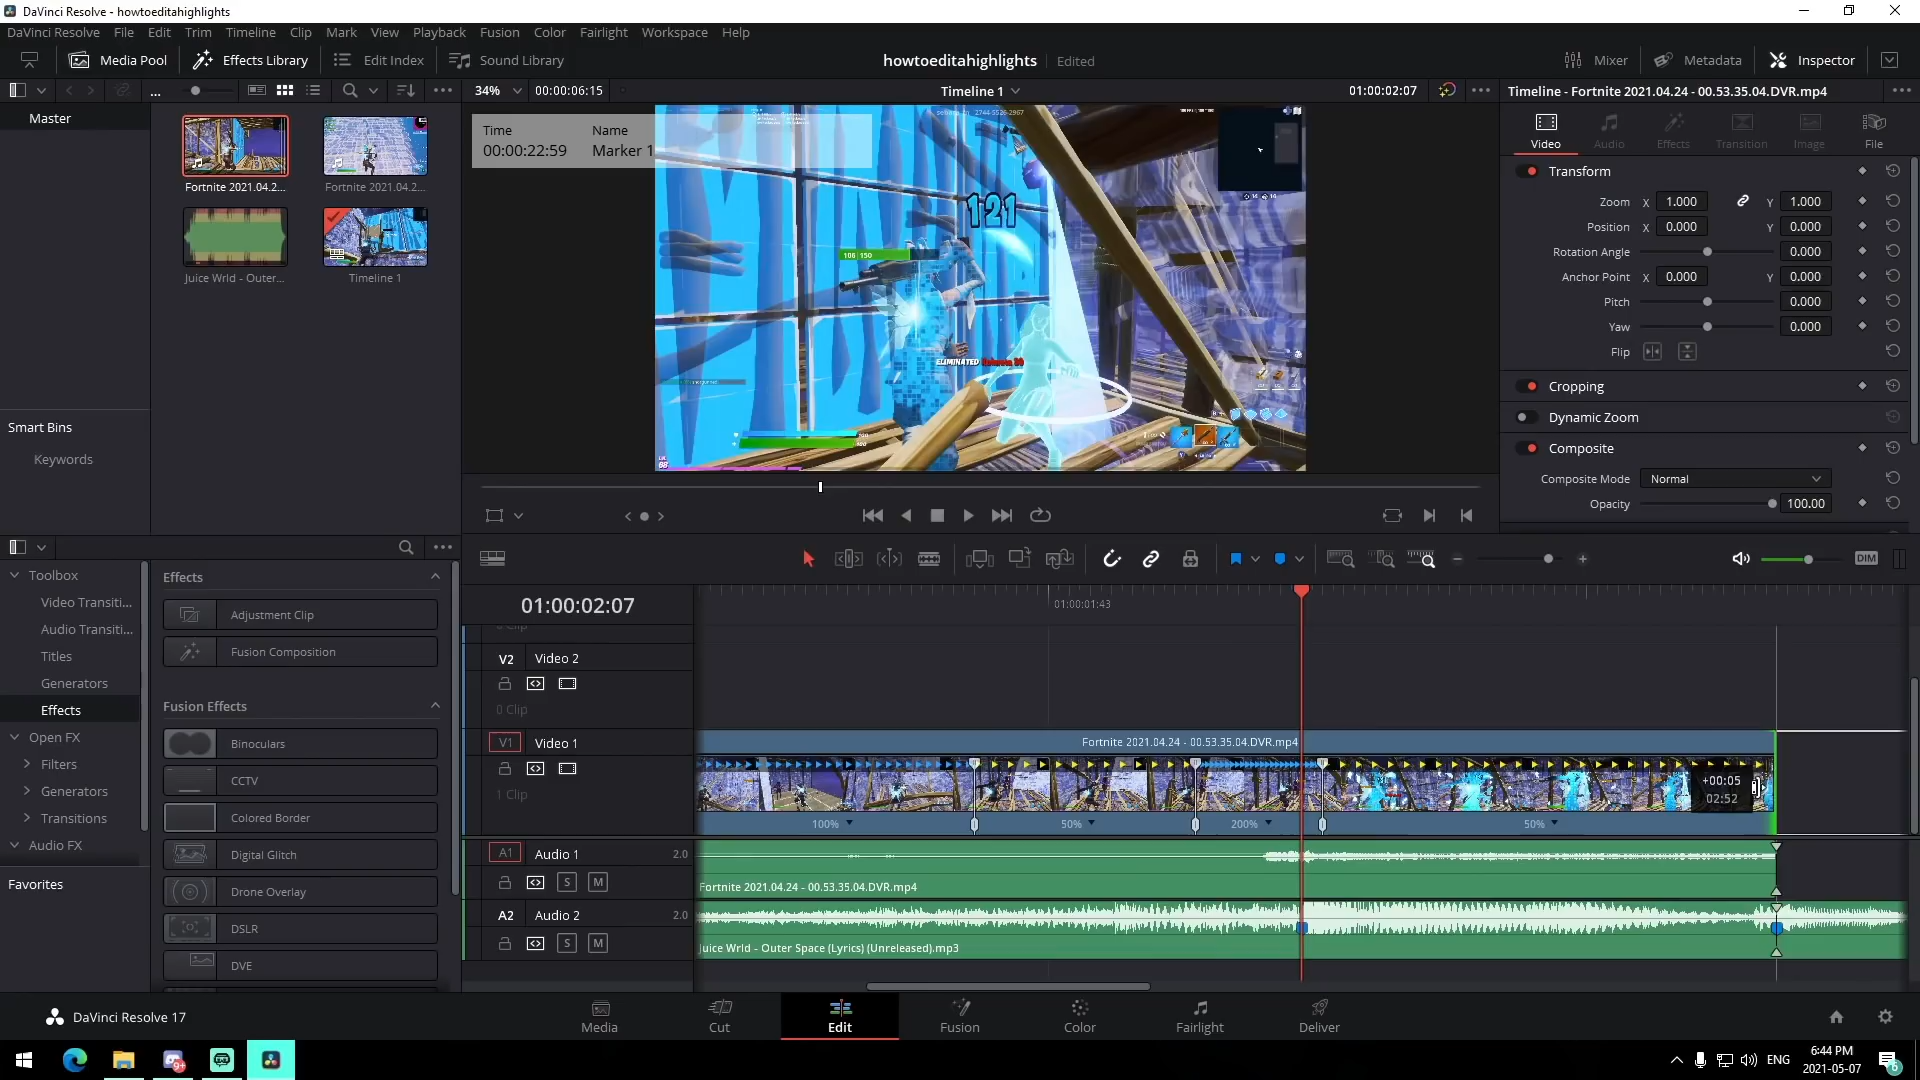 DaVinci Resolve - howtoeditahighlights
DaVinci Resolve File Edit Trim Timeline Clip Mark View Playback Fusion Color Fairlight Workspace Help
Media Pool Effects Library Edit Index Sound Library howtoeditahighlights Edited Mixer Metadata Inspector
... 34% 00:00:06:15 Timeline 1 01:00:02:07 Timeline - Fortnite 2021.04.24 - 00.53.35.04.DVR.mp4
Master
Fortnite 2021.04.2... Fortnite 2021.04.2...
Juice Wrld - Outer... Timeline 1
Smart Bins
Keywords
Time Name
00:00:22:59 Marker 1
121
108 150
ELIMINATED
Video Audio Effects Transition Image File
Transform
Zoom X 1.000 Y 1.000
Position X 0.000 Y 0.000
Rotation Angle 0.000
Anchor Point X 0.000 Y 0.000
Pitch 0.000
Yaw 0.000
Flip
Cropping
Dynamic Zoom
Composite
Composite Mode Normal
Opacity 100.00
Toolbox
Video Transiti...
Audio Transiti...
Titles
Generators
Effects
Open FX
Filters
Generators
Transitions
Audio FX
Favorites
Effects
Adjustment Clip
Fusion Composition
Fusion Effects
Binoculars
CCTV
Colored Border
Digital Glitch
Drone Overlay
DSLR
DVE
DIM
01:00:02:07 01:00:01:43
0 Clip
V2 Video 2
0 Clip
V1 Video 1 Fortnite 2021.04.24 - 00.53.35.04.DVR.mp4
1 Clip
+00:05
02:52
100% 50% 200% 50%
A1 Audio 1 2.0
S M Fortnite 2021.04.24 - 00.53.35.04.DVR.mp4
A2 Audio 2 2.0
S M Juice Wrld - Outer Space (Lyrics) (Unreleased).mp3
DaVinci Resolve 17
Media Cut Edit Fusion Color Fairlight Deliver
9+
ENG 6:44 PM
2021-05-07
6